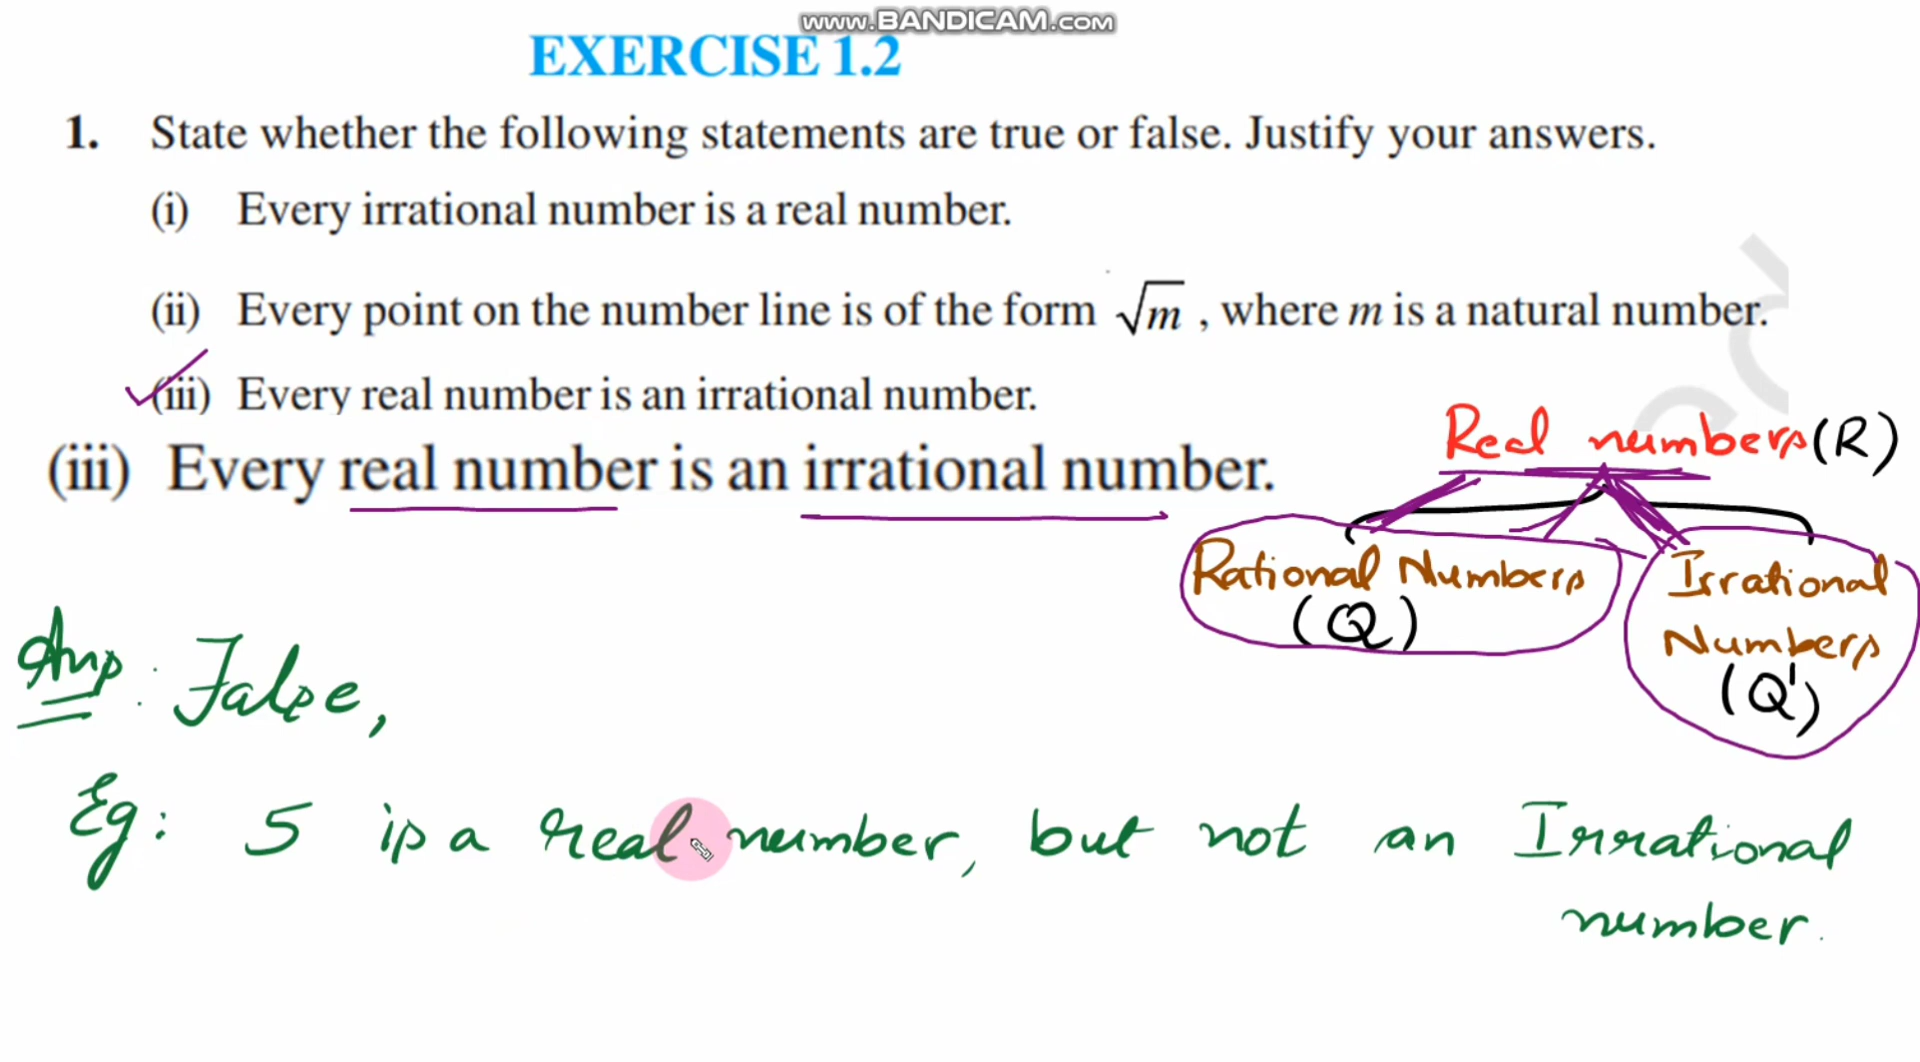 www.BANDICAM.com
EXERCISE 1.2
1. State whether the following statements are true or false. Justify your answers.
(i) Every irrational number is a real number.
(ii) Every point on the number line is of the form √m , where m is a natural number.
(iii) Every real number is an irrational number.
(iii) Every real number is an irrational number.
Real numbers (R)
Rational Numbers
(Q)
Irrational
Numbers
(Q')
Ans: False,
Eg: 5 is a real number, but not an Irrational
number.